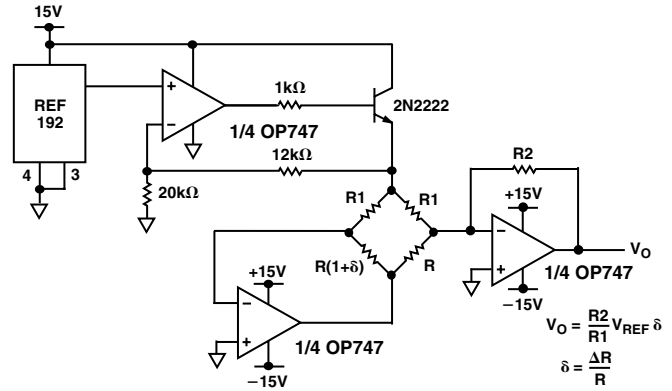 15V
REF
192
4
3
+
−
1/4 OP747
1kΩ
2N2222
12kΩ
20kΩ
R1
R1
R(1+δ)
R
R2
+15V
−
+
−15V
1/4 OP747
VO
+15V
−
+
−15V
1/4 OP747
VO = R2/R1 VREF δ
δ = ΔR/R